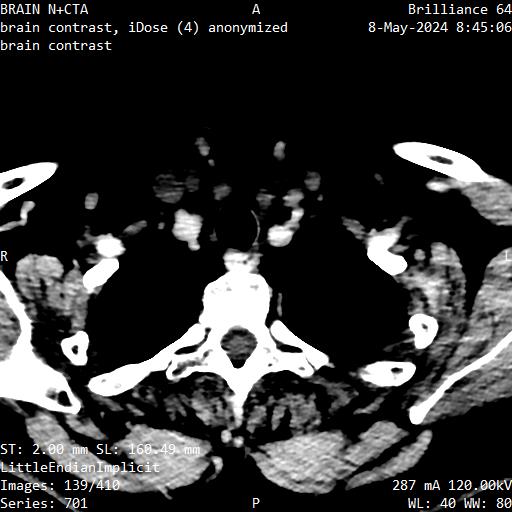 BRAIN N+CTA
A
Brilliance 64
brain contrast, iDose (4) anonymized
8-May-2024 8:45:06
brain contrast
R
L
ST: 2.00 mm SL: 160.49 mm
LittleEndianImplicit
Images: 139/410
287 mA 120.00kV
Series: 701
P
WL: 40 WW: 80